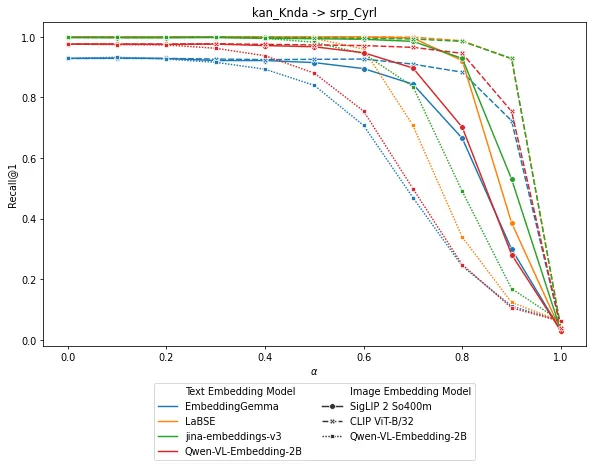 kan_Knda -> srp_Cyrl
1.0
0.8
0.6
0.4
0.2
0.0
Recall@1
0.0 0.2 0.4 0.6 0.8 1.0
α
Text Embedding Model
EmbeddingGemma
LaBSE
jina-embeddings-v3
Qwen-VL-Embedding-2B
Image Embedding Model
SigLIP 2 So400m
CLIP ViT-B/32
Qwen-VL-Embedding-2B